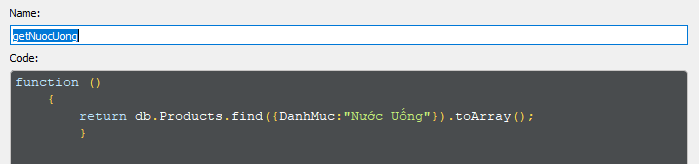 Name:
getNuocUong
Code:
function ()
{
return db.Products.find({DanhMuc:"Nước Uống"}).toArray();
}